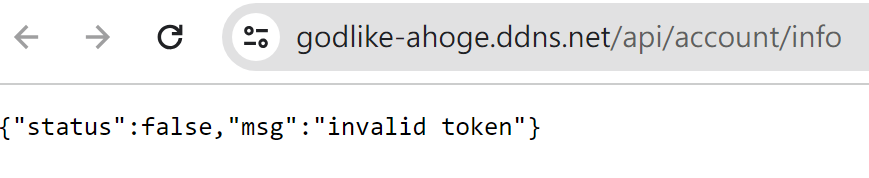 godlike-ahoge.ddns.net/api/account/info
{"status":false,"msg":"invalid token"}